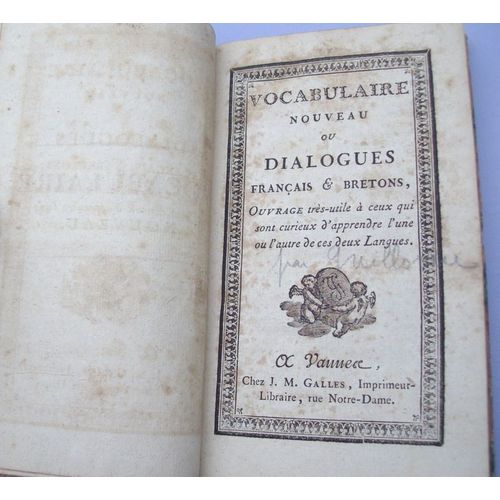 VOCABULAIRE
NOUVEAU
OU
DIALOGUES
FRANÇAIS & BRETONS,
OUVRAGE très-utile à ceux qui
sont curieux d'apprendre l'une
ou l'autre de ces deux Langues.
par
A Vannes,
Chez J. M. GALLES, Imprimeur-
Libraire, rue Notre-Dame.